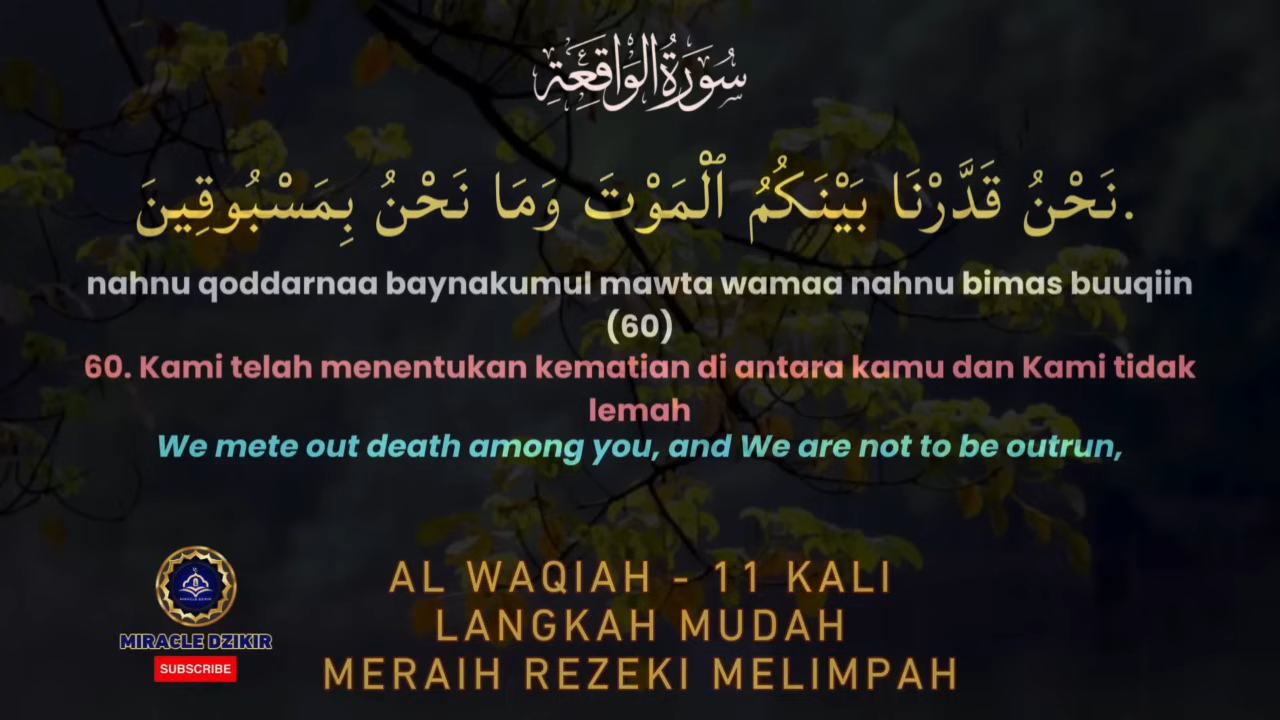 سُورَةُ الْوَاقِعَةِ
نَحْنُ قَدَّرْنَا بَيْنَكُمُ ٱلْمَوْتَ وَمَا نَحْنُ بِمَسْبُوقِينَ.
nahnu qoddarnaa baynakumul mawta wamaa nahnu bimas buuqiin
(60)
60. Kami telah menentukan kematian di antara kamu dan Kami tidak
lemah
We mete out death among you, and We are not to be outrun,
AL WAQIAH - 11 KALI
LANGKAH MUDAH
MERAIH REZEKI MELIMPAH
MIRACLE DZIKIR
SUBSCRIBE